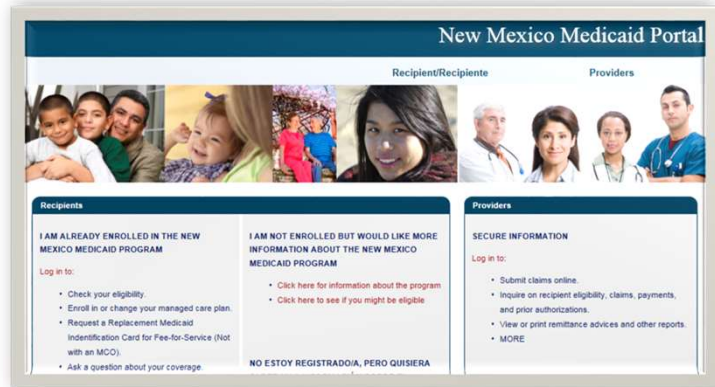 New Mexico Medicaid Portal
Recipient/Recipiente
Providers
Recipients
I AM ALREADY ENROLLED IN THE NEW
MEXICO MEDICAID PROGRAM
Log in to:
• Check your eligibility.
• Enroll in or change your managed care plan.
• Request a Replacement Medicaid
Indentification Card for Fee-for-Service (Not
with an MCO).
• Ask a question about your coverage.
I AM NOT ENROLLED BUT WOULD LIKE MORE
INFORMATION ABOUT THE NEW MEXICO
MEDICAID PROGRAM
• Click here for information about the program
• Click here to see if you might be eligible
NO ESTOY REGISTRADO/A, PERO QUISIERA
Providers
SECURE INFORMATION
Log in to:
• Submit claims online.
• Inquire on recipient eligibility, claims, payments,
and prior authorizations.
• View or print remittance advices and other reports.
• MORE